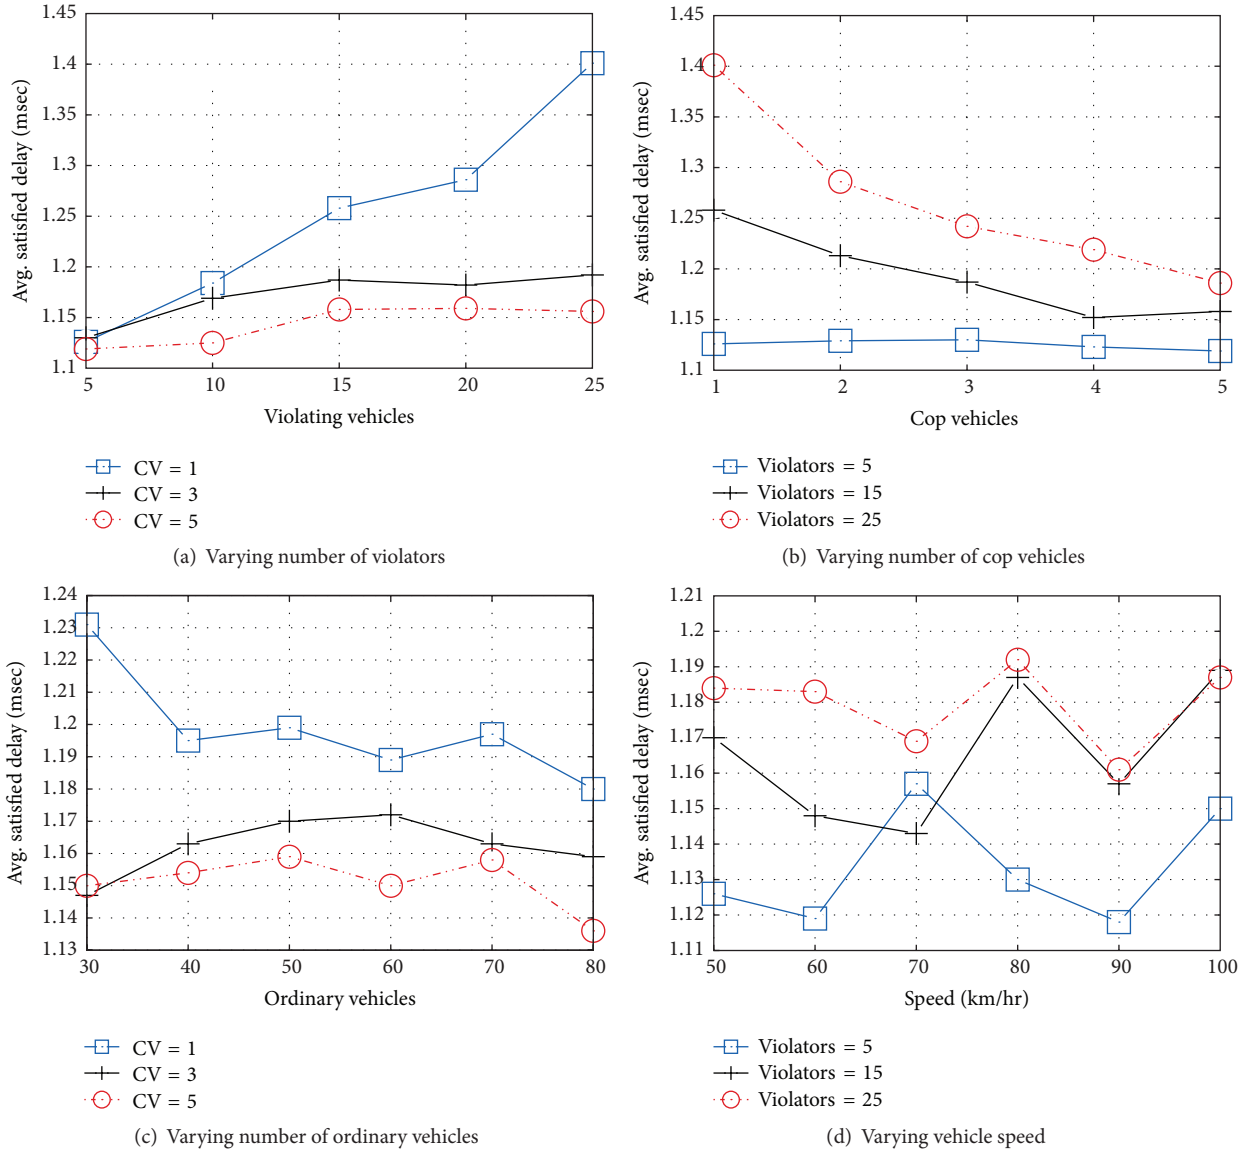 1.45
1.4
1.35
1.3
1.25
1.2
1.15
1.1
Avg. satisfied delay (msec)
5 10 15 20 25
Violating vehicles
CV = 1
CV = 3
CV = 5
(a) Varying number of violators
1.45
1.4
1.35
1.3
1.25
1.2
1.15
1.1
Avg. satisfied delay (msec)
1 2 3 4 5
Cop vehicles
Violators = 5
Violators = 15
Violators = 25
(b) Varying number of cop vehicles
1.24
1.23
1.22
1.21
1.2
1.19
1.18
1.17
1.16
1.15
1.14
1.13
Avg. satisfied delay (msec)
30 40 50 60 70 80
Ordinary vehicles
CV = 1
CV = 3
CV = 5
(c) Varying number of ordinary vehicles
1.21
1.2
1.19
1.18
1.17
1.16
1.15
1.14
1.13
1.12
1.11
Avg. satisfied delay (msec)
50 60 70 80 90 100
Speed (km/hr)
Violators = 5
Violators = 15
Violators = 25
(d) Varying vehicle speed